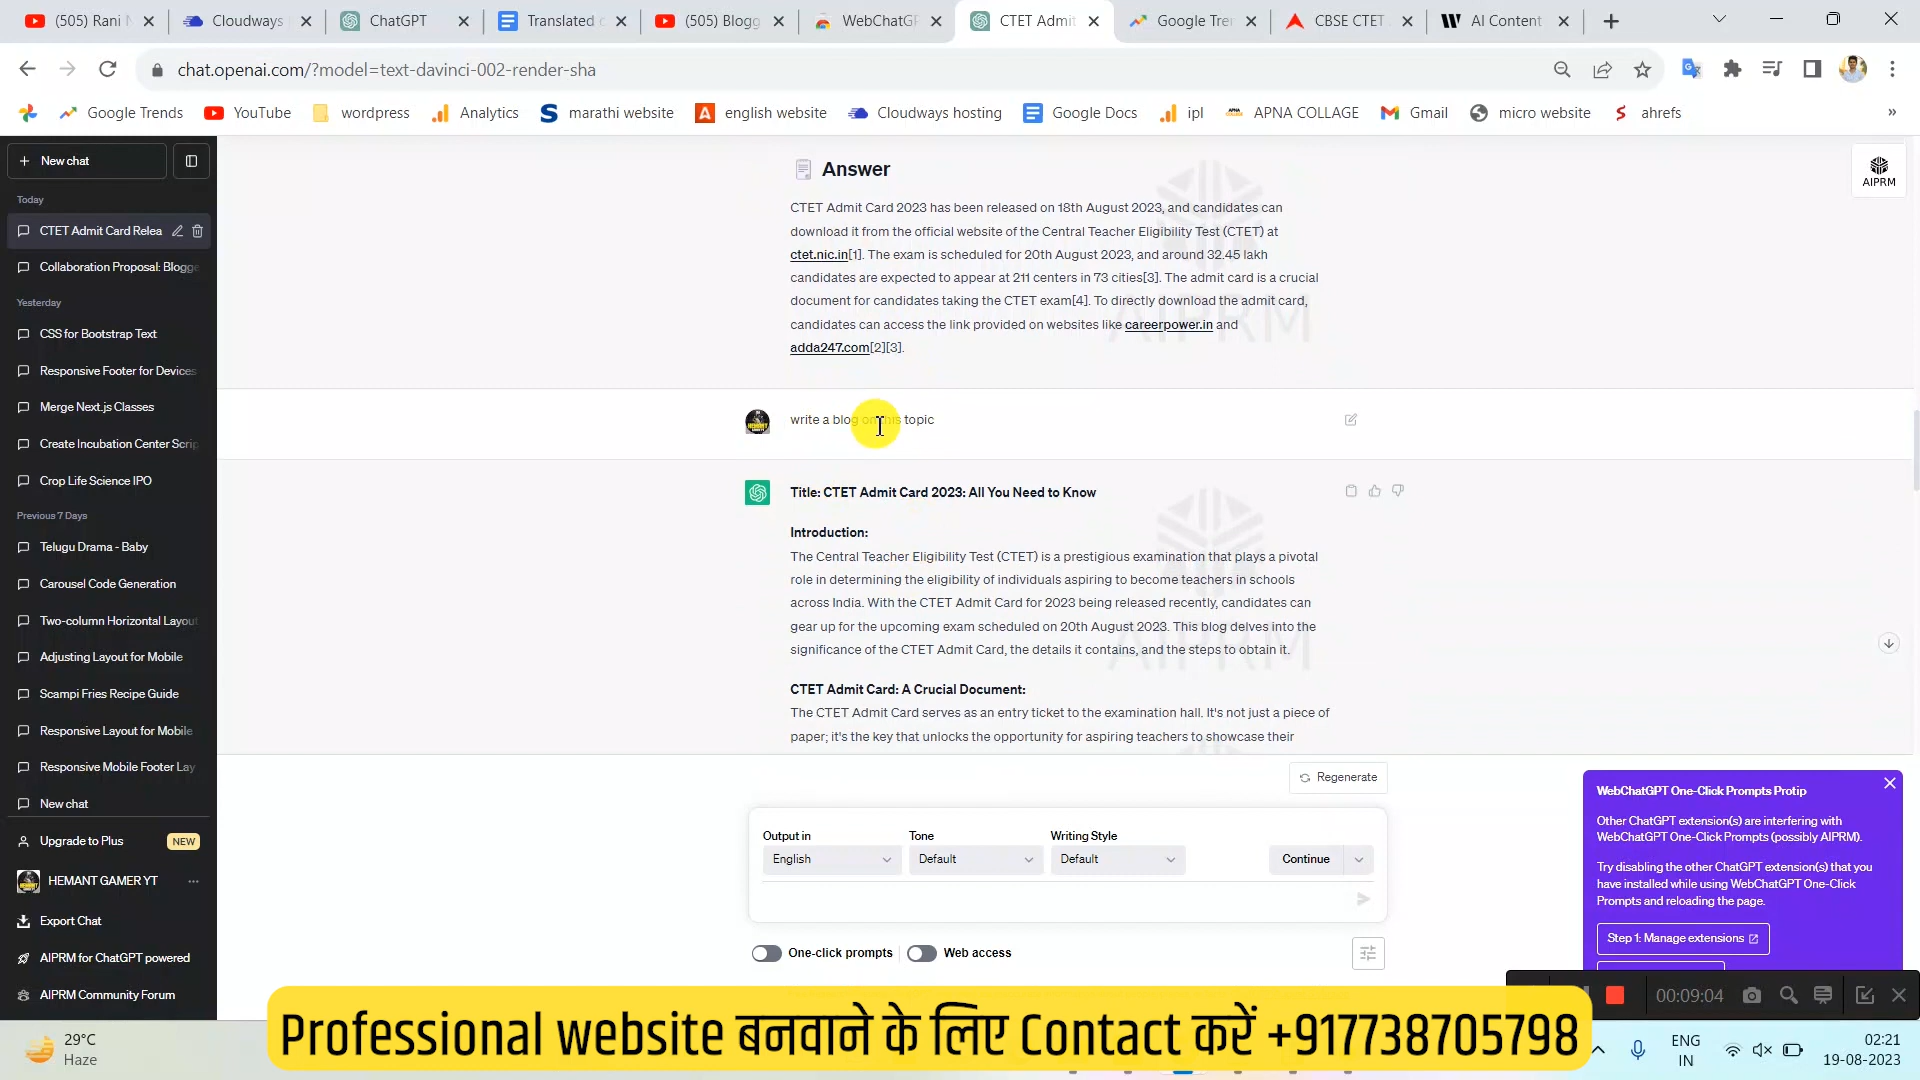 (505) Rani N
Cloudways
ChatGPT
Translated
(505) Blogg
WebChatGP
CTET Admit
Google Tre
CBSE CTET
AI Content
chat.openai.com/?model=text-davinci-002-render-sha
Google Trends
YouTube
wordpress
Analytics
marathi website
english website
Cloudways hosting
Google Docs
ipl
APNA COLLAGE
Gmail
micro website
ahrefs
»
New chat
Today
CTET Admit Card Relea
Collaboration Proposal: Blogge
Yesterday
CSS for Bootstrap Text
Responsive Footer for Devices
Merge Next.js Classes
Create Incubation Center Scrip
Crop Life Science IPO
Previous 7 Days
Telugu Drama - Baby
Carousel Code Generation
Two-column Horizontal Layout
Adjusting Layout for Mobile
Scampi Fries Recipe Guide
Responsive Layout for Mobile
Responsive Mobile Footer Lay
New chat
Upgrade to Plus NEW
HEMANT GAMER YT
Export Chat
AIPRM for ChatGPT powered
AIPRM Community Forum
AIPRM
Answer
CTET Admit Card 2023 has been released on 18th August 2023, and candidates can
download it from the official website of the Central Teacher Eligibility Test (CTET) at
ctet.nic.in[1]. The exam is scheduled for 20th August 2023, and around 32.45 lakh
candidates are expected to appear at 211 centers in 73 cities[3]. The admit card is a crucial
document for candidates taking the CTET exam[4]. To directly download the admit card,
candidates can access the link provided on websites like careerpower.in and
adda247.com[2][3].
AIPRM
write a blog on this topic
Title: CTET Admit Card 2023: All You Need to Know
Introduction:
The Central Teacher Eligibility Test (CTET) is a prestigious examination that plays a pivotal
role in determining the eligibility of individuals aspiring to become teachers in schools
across India. With the CTET Admit Card for 2023 being released recently, candidates can
gear up for the upcoming exam scheduled on 20th August 2023. This blog delves into the
significance of the CTET Admit Card, the details it contains, and the steps to obtain it.
AIPRM
CTET Admit Card: A Crucial Document:
The CTET Admit Card serves as an entry ticket to the examination hall. It's not just a piece of
paper; it's the key that unlocks the opportunity for aspiring teachers to showcase their
Regenerate
Output in
Tone
Writing Style
English
Default
Default
Continue
One-click prompts
Web access
WebChatGPT One-Click Prompts Protip
Other ChatGPT extension(s) are interfering with
WebChatGPT One-Click Prompts (possibly AIPRM).
Try disabling the other ChatGPT extension(s) that you
have installed while using WebChatGPT One-Click
Prompts and reloading the page.
Step 1: Manage extensions
00:09:04
Professional website बनवाने के लिए Contact करें +917738705798
29°C
Haze
ENG
IN
02:21
19-08-2023